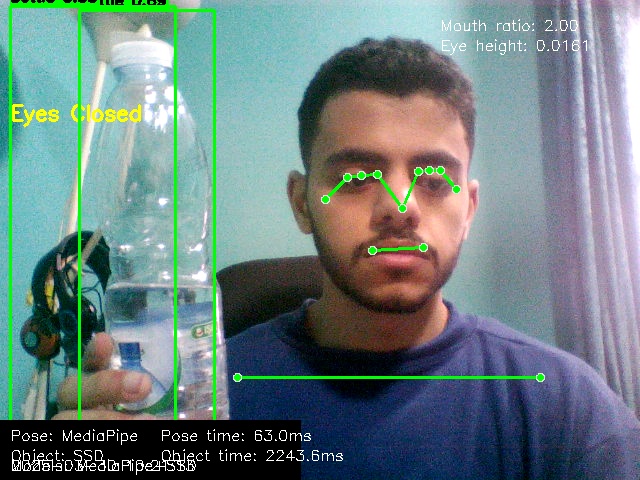 Mouth ratio: 2.00
Eye height: 0.0161
Eyes Closed
Pose: MediaPipe Pose time: 63.0ms
Object: SSD Object time: 2243.6ms